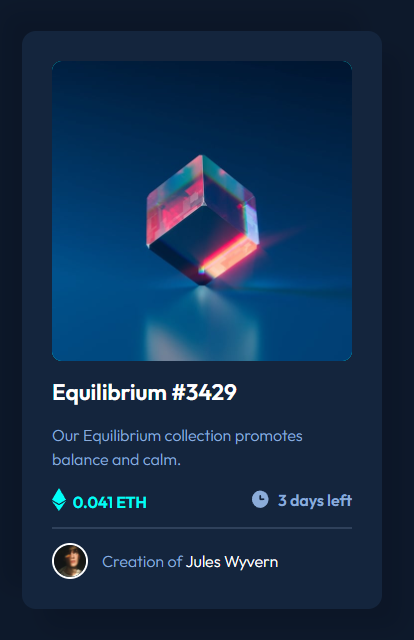 Equilibrium #3429
Our Equilibrium collection promotes
balance and calm.
0.041 ETH
3 days left
Creation of Jules Wyvern